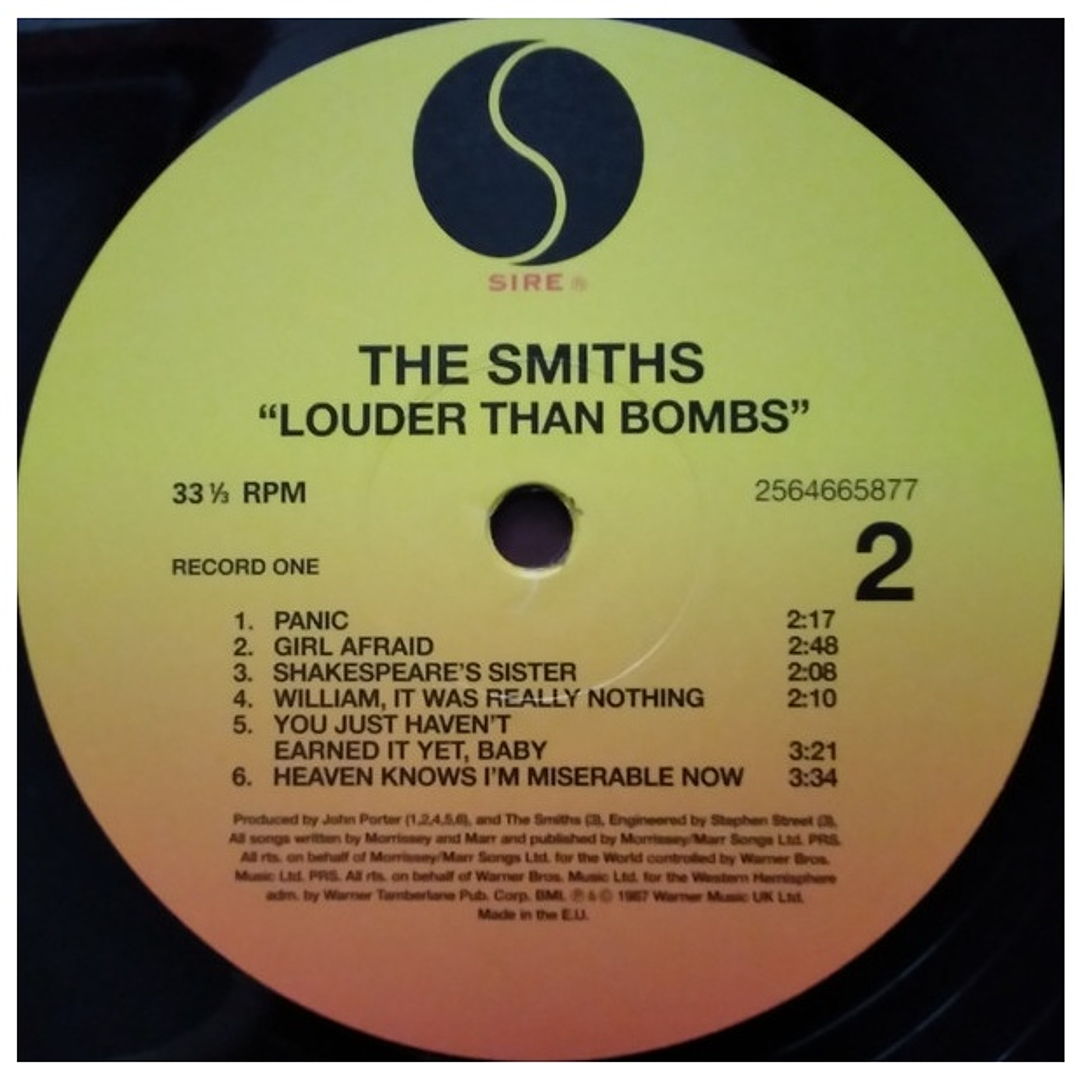 SIRE ®
THE SMITHS
“LOUDER THAN BOMBS”
33 ⅓ RPM
2564665877
2
RECORD ONE
1. PANIC 2:17
2. GIRL AFRAID 2:48
3. SHAKESPEARE'S SISTER 2:08
4. WILLIAM, IT WAS REALLY NOTHING 2:10
5. YOU JUST HAVEN'T
EARNED IT YET, BABY 3:21
6. HEAVEN KNOWS I'M MISERABLE NOW 3:34
Produced by John Porter (1,2,4,5,6), and The Smiths (3), Engineered by Stephen Street (3).
All songs written by Morrissey and Marr and published by Morrissey/Marr Songs Ltd. PRS.
All rts. on behalf of Morrissey/Marr Songs Ltd. for the World controlled by Warner Bros.
Music Ltd. PRS. All rts. on behalf of Warner Bros. Music Ltd. for the Western Hemisphere
adm. by Warner Tamberlane Pub. Corp. BMI. ℗ & © 1987 Warner Music UK Ltd.
Made in the E.U.